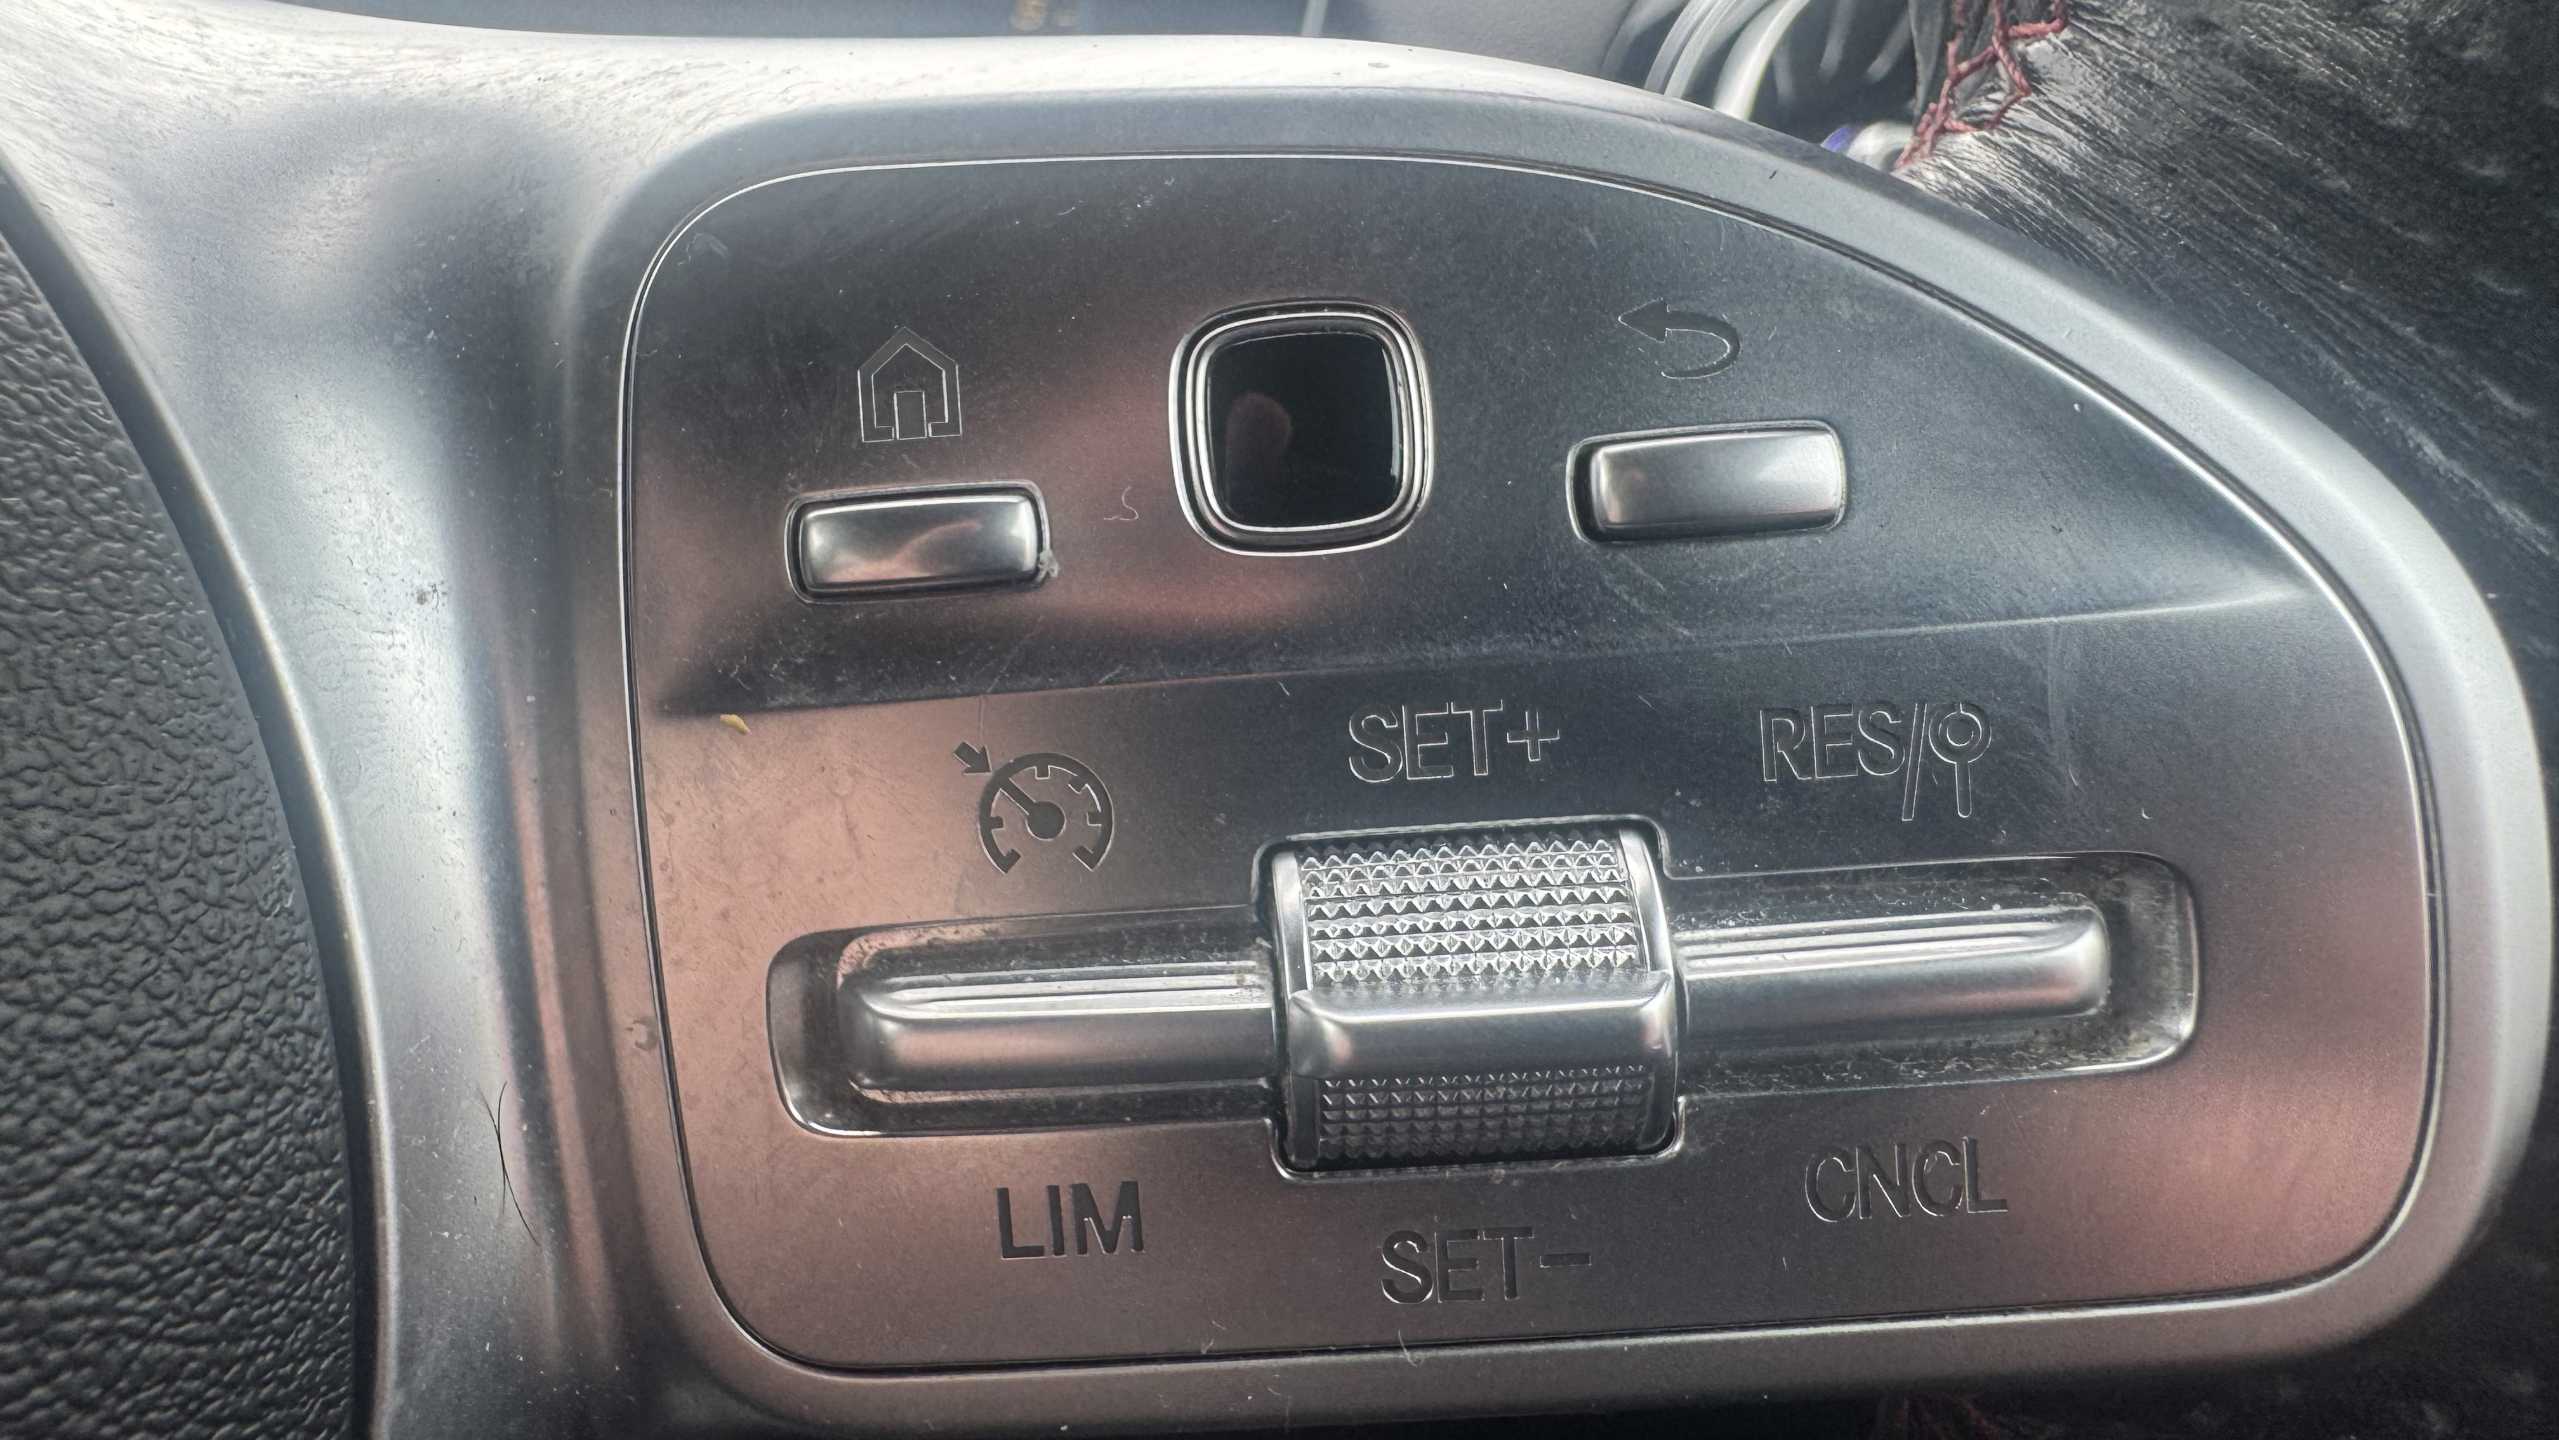 SET+
RES/
LIM
CNCL
SET-